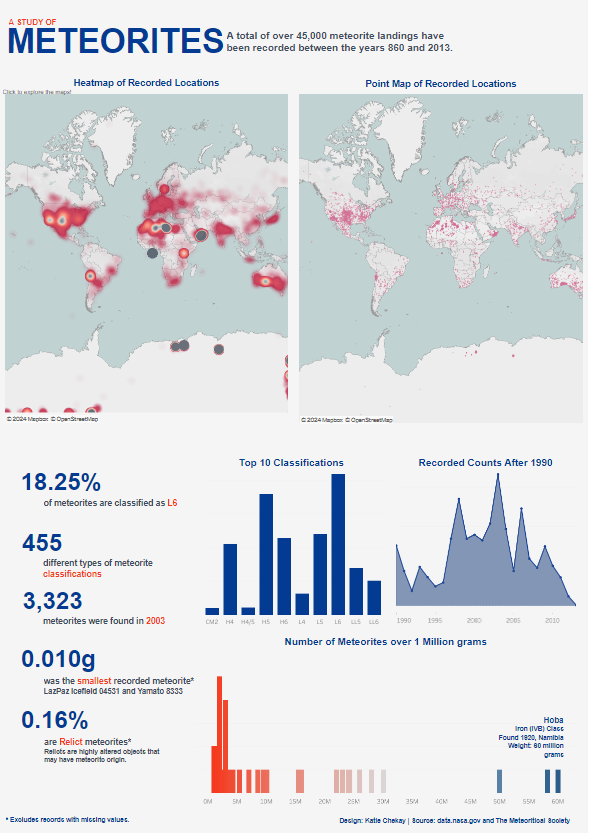 A STUDY OF
METEORITES
A total of over 45,000 meteorite landings have
been recorded between the years 860 and 2013.
Heatmap of Recorded Locations
Point Map of Recorded Locations
Click to explore the maps!
© 2024 Mapbox © OpenStreetMap
© 2024 Mapbox © OpenStreetMap
18.25%
of meteorites are classified as L6
455
different types of meteorite
classifications
3,323
meteorites were found in 2003
Top 10 Classifications
CM2 H4 H4/5 H5 H6 L4 L5 L6 LL5 LL6
Recorded Counts After 1990
1990 1995 2000 2005 2010
0.010g
was the smallest recorded meteorite*
LazPaz Icefield 04531 and Yamato 8333
0.16%
are Relict meteorites*
Relicts are highly altered objects that
may have meteorite origin.
Number of Meteorites over 1 Million grams
Hoba
Iron (IVB) Class
Found 1920, Namibia
Weight: 60 million
grams
0M 5M 10M 15M 20M 25M 30M 35M 40M 45M 50M 55M 60M
* Excludes records with missing values.
Design: Katie Chekay | Source: data.nasa.gov and The Meteoritical Society